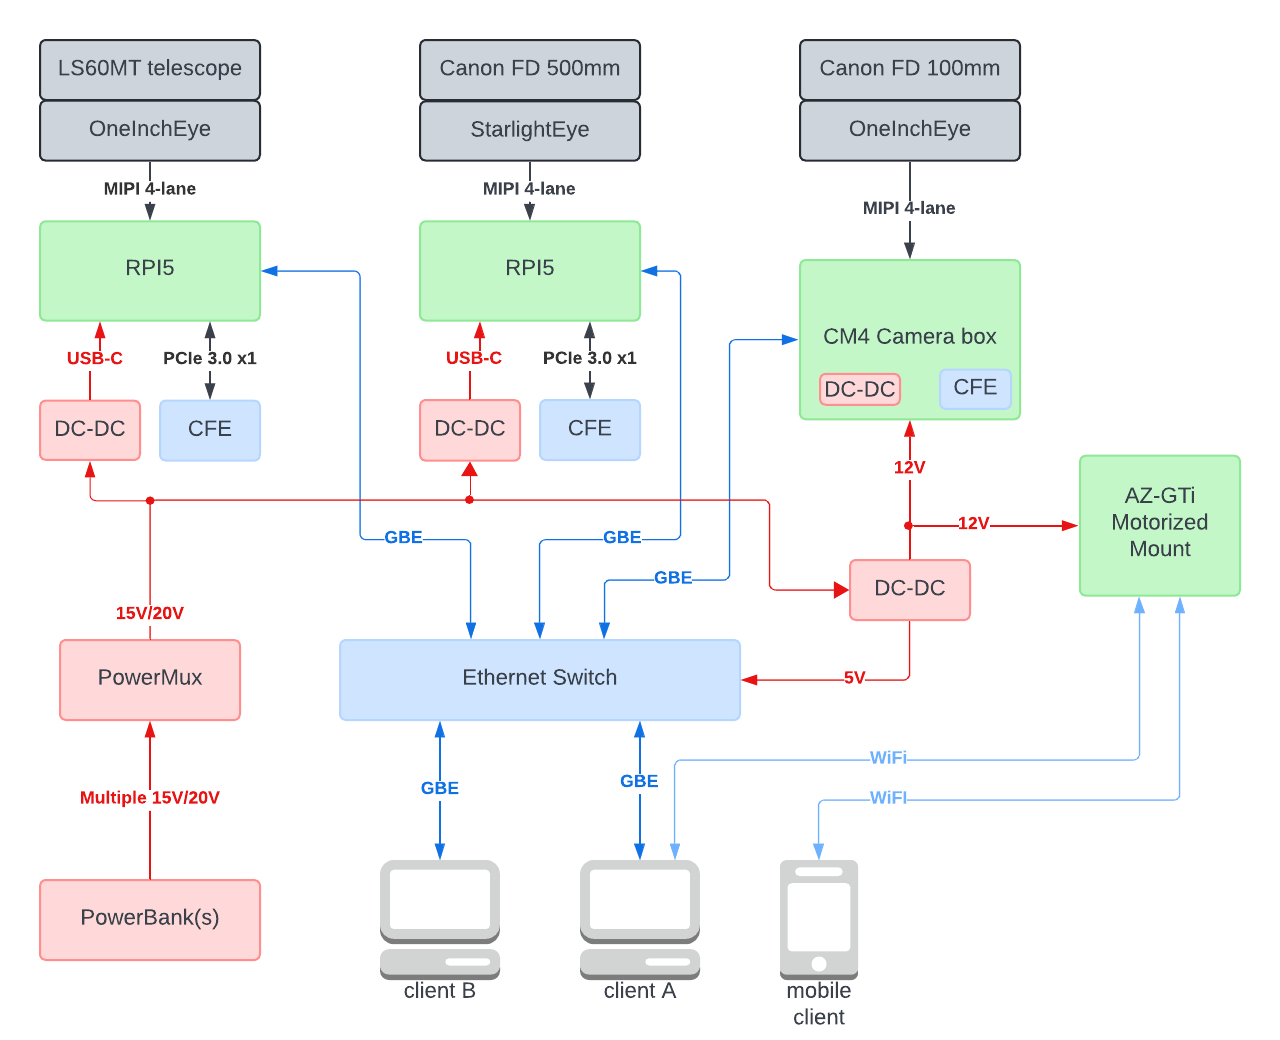 LS60MT telescope
Canon FD 500mm
Canon FD 100mm
OneInchEye
StarlightEye
OneInchEye
MIPI 4-lane
MIPI 4-lane
MIPI 4-lane
RPI5
RPI5
CM4 Camera box
USB-C
PCIe 3.0 x1
USB-C
PCIe 3.0 x1
DC-DC
CFE
DC-DC
CFE
DC-DC
CFE
12V
AZ-GTi
Motorized
Mount
12V
GBE
GBE
GBE
DC-DC
15V/20V
PowerMux
Ethernet Switch
5V
WiFi
GBE
GBE
Multiple 15V/20V
WiFI
PowerBank(s)
client B
client A
mobile
client